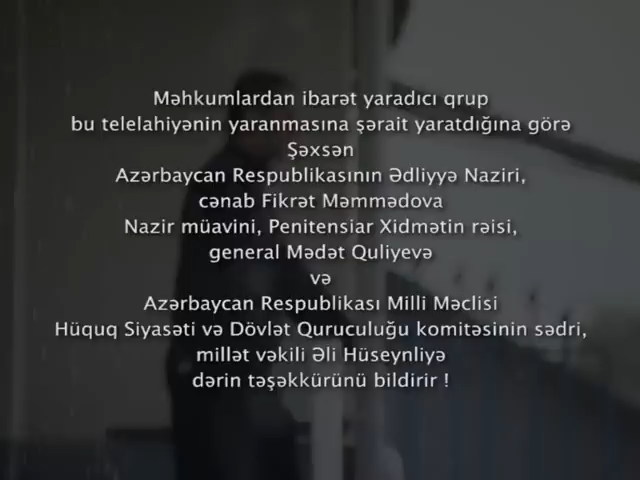 Məhkumlardan ibarət yaradıcı qrup
bu telelahiyənin yaranmasına şərait yaratdığına görə
Şəxsən
Azərbaycan Respublikasının Ədliyyə Naziri,
cənab Fikrət Məmmədova
Nazir müavini, Penitensiar Xidmətin rəisi,
general Mədət Quliyevə
və
Azərbaycan Respublikası Milli Məclisi
Hüquq Siyasəti və Dövlət Quruculuğu komitəsinin sədri,
millət vəkili Əli Hüseynliyə
dərin təşəkkürünü bildirir !